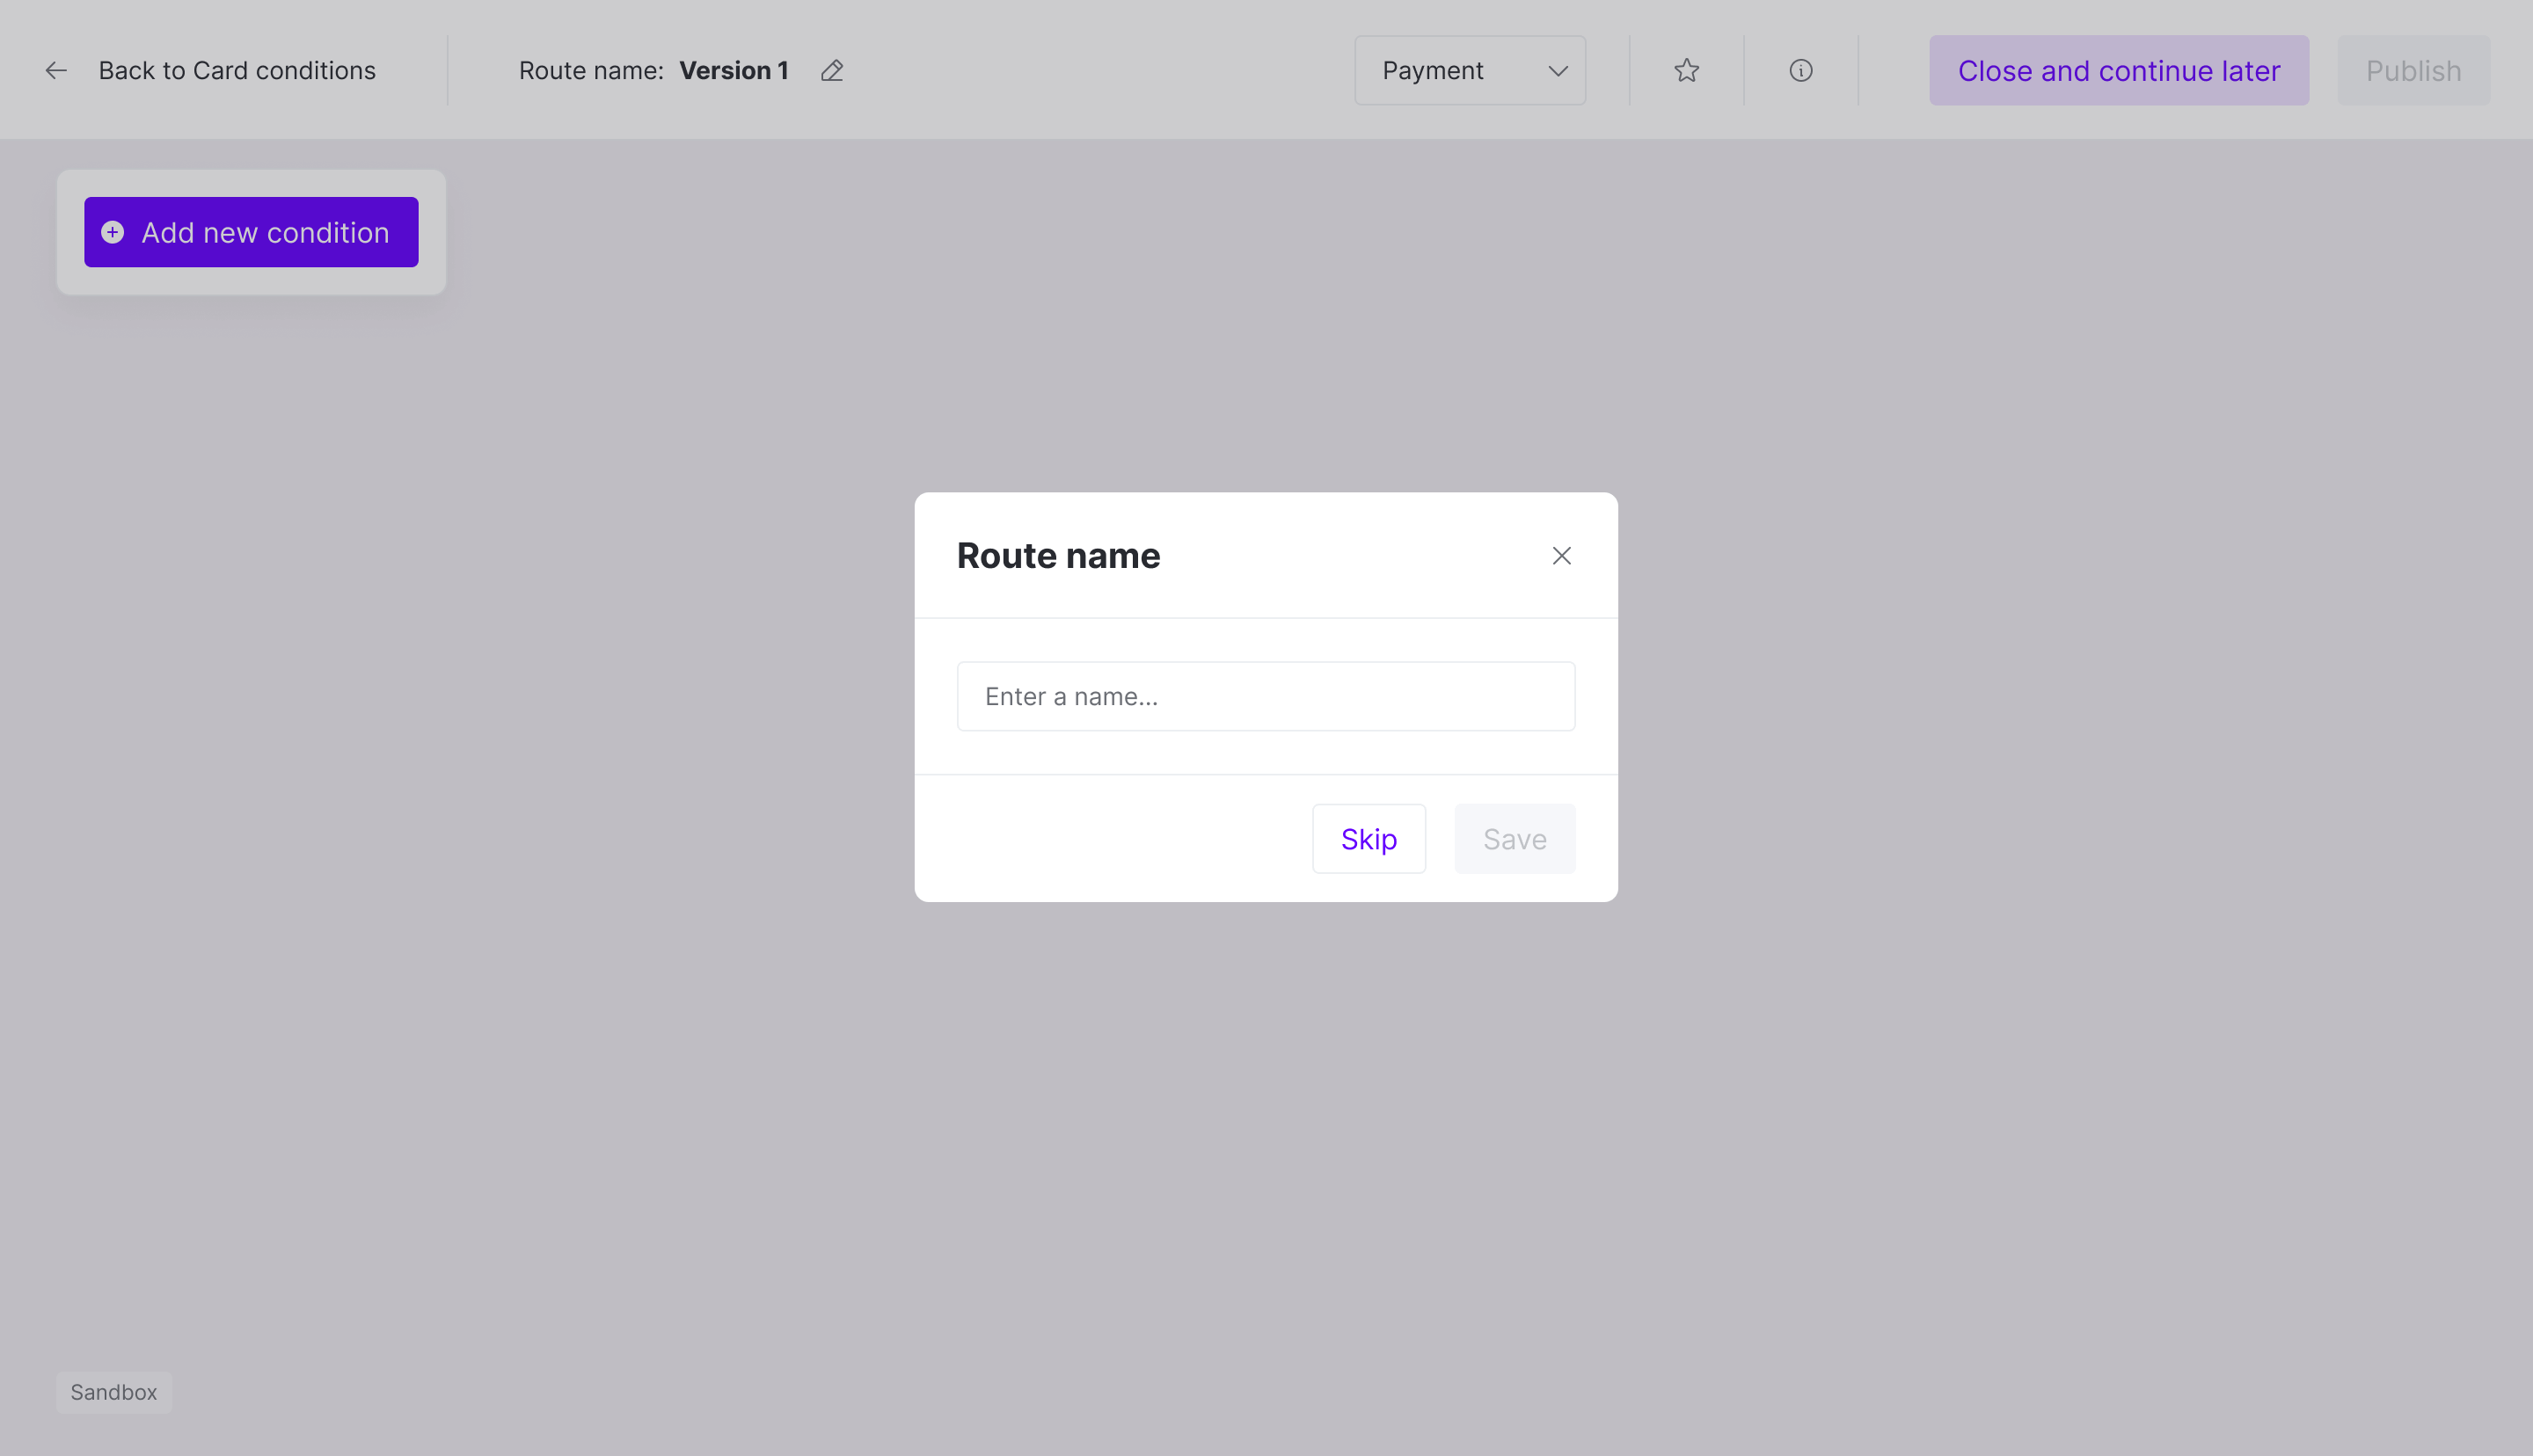 Back to Card conditions
Route name: Version 1
Payment
Close and continue later
Publish
Add new condition
Route name
Enter a name...
Skip
Save
Sandbox